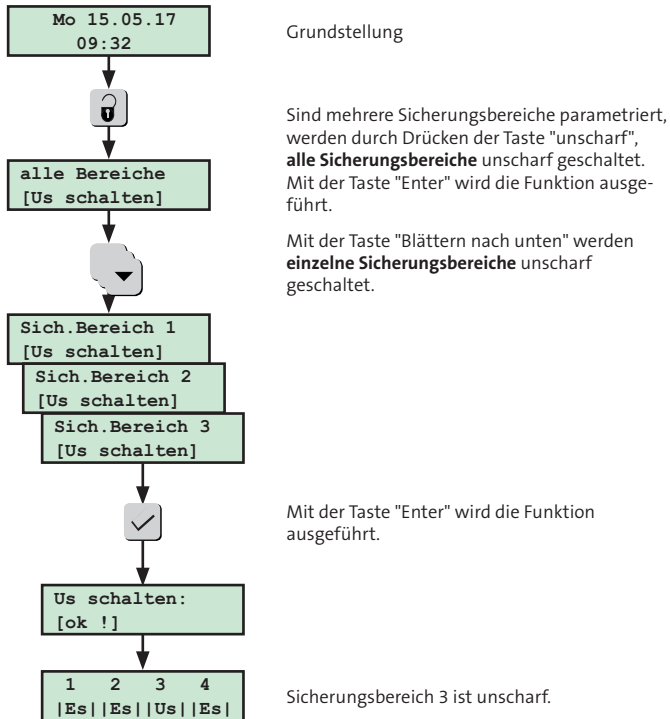 Mo 15.05.17
09:32
Grundstellung
Sind mehrere Sicherungsbereiche parametriert,
werden durch Drücken der Taste "unscharf",
alle Sicherungsbereiche unscharf geschaltet.
Mit der Taste "Enter" wird die Funktion ausge-
führt.
alle Bereiche
[Us schalten]
Mit der Taste "Blättern nach unten" werden
einzelne Sicherungsbereiche unscharf
geschaltet.
Sich.Bereich 1
[Us schalten]
Sich.Bereich 2
[Us schalten]
Sich.Bereich 3
[Us schalten]
Mit der Taste "Enter" wird die Funktion
ausgeführt.
Us schalten:
[ok !]
1 2 3 4
|Es||Es||Us||Es|
Sicherungsbereich 3 ist unscharf.